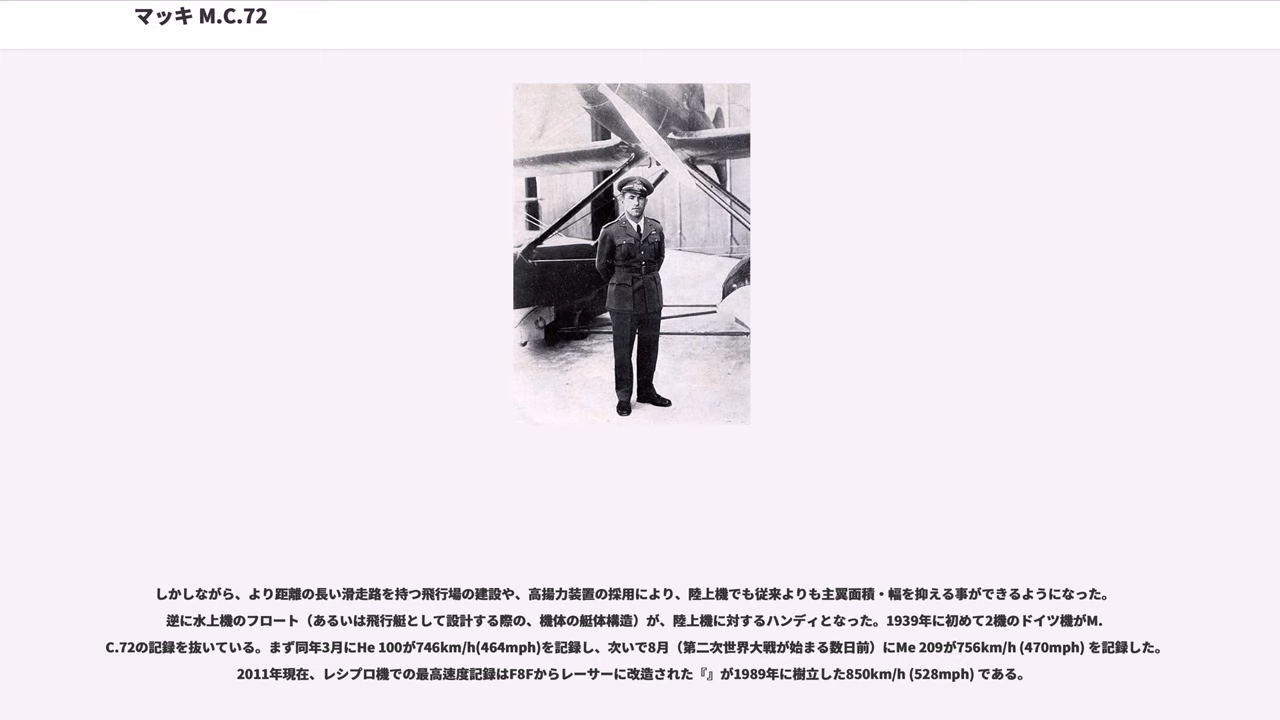 マッキ M.C.72
しかしながら、より距離の長い滑走路を持つ飛行場の建設や、高揚力装置の採用により、陸上機でも従来よりも主翼面積・幅を抑える事ができるようになった。
逆に水上機のフロート（あるいは飛行艇として設計する際の、機体の艇体構造）が、陸上機に対するハンディとなった。1939年に初めて2機のドイツ機がM.
C.72の記録を抜いている。まず同年3月にHe 100が746km/h(464mph)を記録し、次いで8月（第二次世界大戦が始まる数日前）にMe 209が756km/h (470mph) を記録した。
2011年現在、レシプロ機での最高速度記録はF8Fからレーサーに改造された『』が1989年に樹立した850km/h (528mph) である。